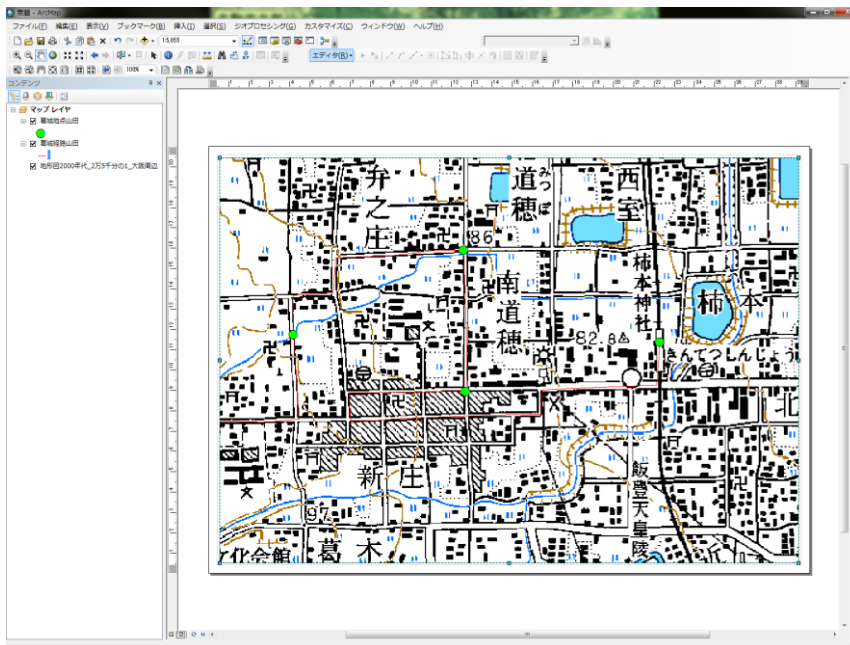 無題 - ArcMap
ファイル(F) 編集(E) 表示(V) ブックマーク(B) 挿入(I) 選択(S) ジオプロセシング(G) カスタマイズ(C) ウィンドウ(W) ヘルプ(H)
1:5,855
エディタ(R)
100%
コンテンツ
マップ レイヤ
葛城地点山田
葛城経路山田
地形図2000年代_2万5千分の1_大阪周辺
弁之庄
道穂
みつぼ
西室
86
南道穂
柿本神社
柿本
82.8
きんてつしんじょう
北
新庄
飯豊天皇陵
97
文化会館
葛木